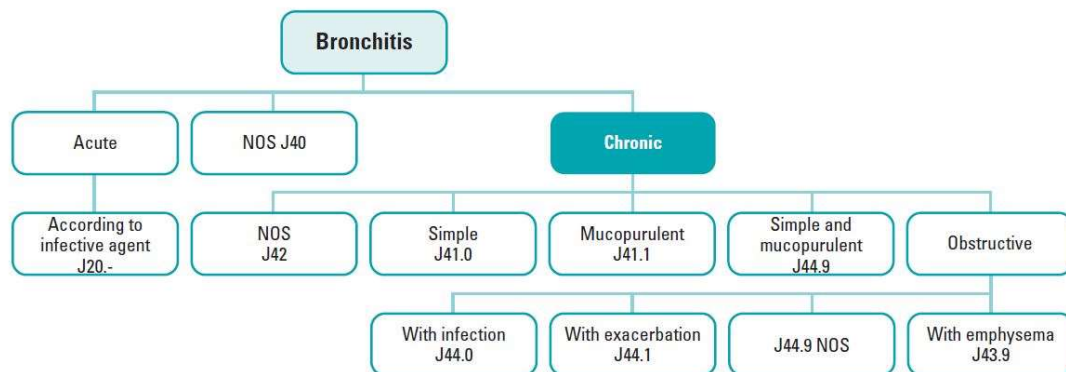 Bronchitis
Acute
NOS J40
Chronic
According to
infective agent
J20.-
NOS
J42
Simple
J41.0
Mucopurulent
J41.1
Simple and
mucopurulent
J44.9
Obstructive
With infection
J44.0
With exacerbation
J44.1
J44.9 NOS
With emphysema
J43.9